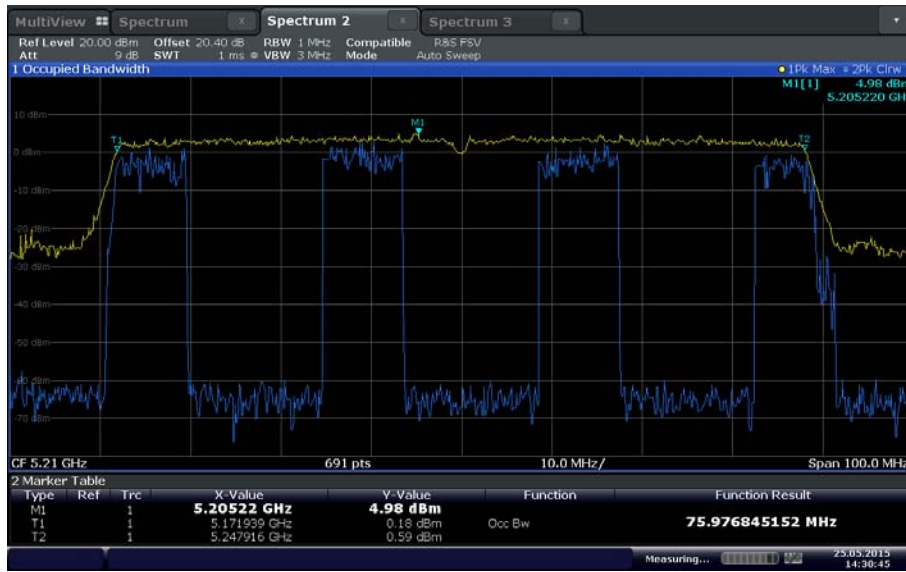 MultiView Spectrum x Spectrum 2 x Spectrum 3 x
Ref Level 20.00 dBm Offset 20.40 dB RBW 1 MHz Compatible R&S FSV
Att 9 dB SWT 1 ms VBW 3 MHz Mode Auto Sweep
1 Occupied Bandwidth 1Pk Max 2Pk Clrw
M1[1] 4.98 dBm
5.205220 GH
10 dBm
M1
T1 T2
0 dBm
-10 dBm
-20 dBm
-30 dBm
-40 dBm
-50 dBm
-60 dBm
-70 dBm
CF 5.21 GHz 691 pts 10.0 MHz/ Span 100.0 MHz
2 Marker Table
Type Ref Trc X-Value Y-Value Function Function Result
M1 1 5.20522 GHz 4.98 dBm
T1 1 5.171939 GHz 0.18 dBm Occ Bw 75.976845152 MHz
T2 1 5.247916 GHz 0.59 dBm
Measuring... 25.05.2015
14:30:45